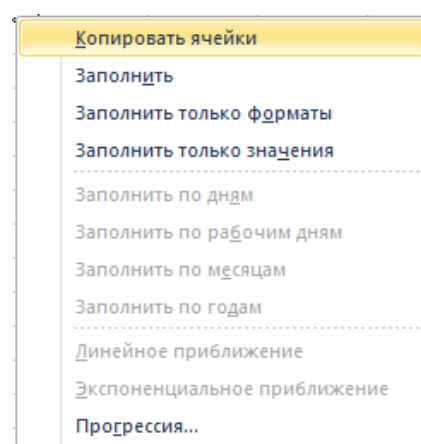 Копировать ячейки
Заполнить
Заполнить только форматы
Заполнить только значения
Заполнить по дням
Заполнить по рабочим дням
Заполнить по месяцам
Заполнить по годам
Линейное приближение
Экспоненциальное приближение
Прогрессия...